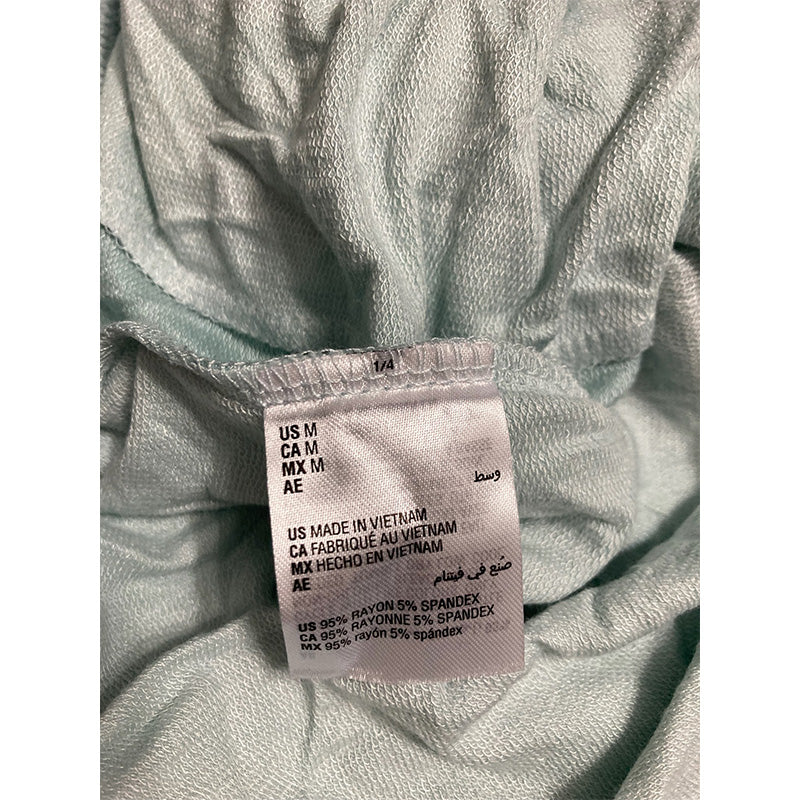 1/4
US M
CA M
MX M
AE وسط
US MADE IN VIETNAM
CA FABRIQUÉ AU VIETNAM
MX HECHO EN VIETNAM
AE صُنع في فيتنام
US 95% RAYON 5% SPANDEX
CA 95% RAYONNE 5% SPANDEX
MX 95% rayón 5% spándex